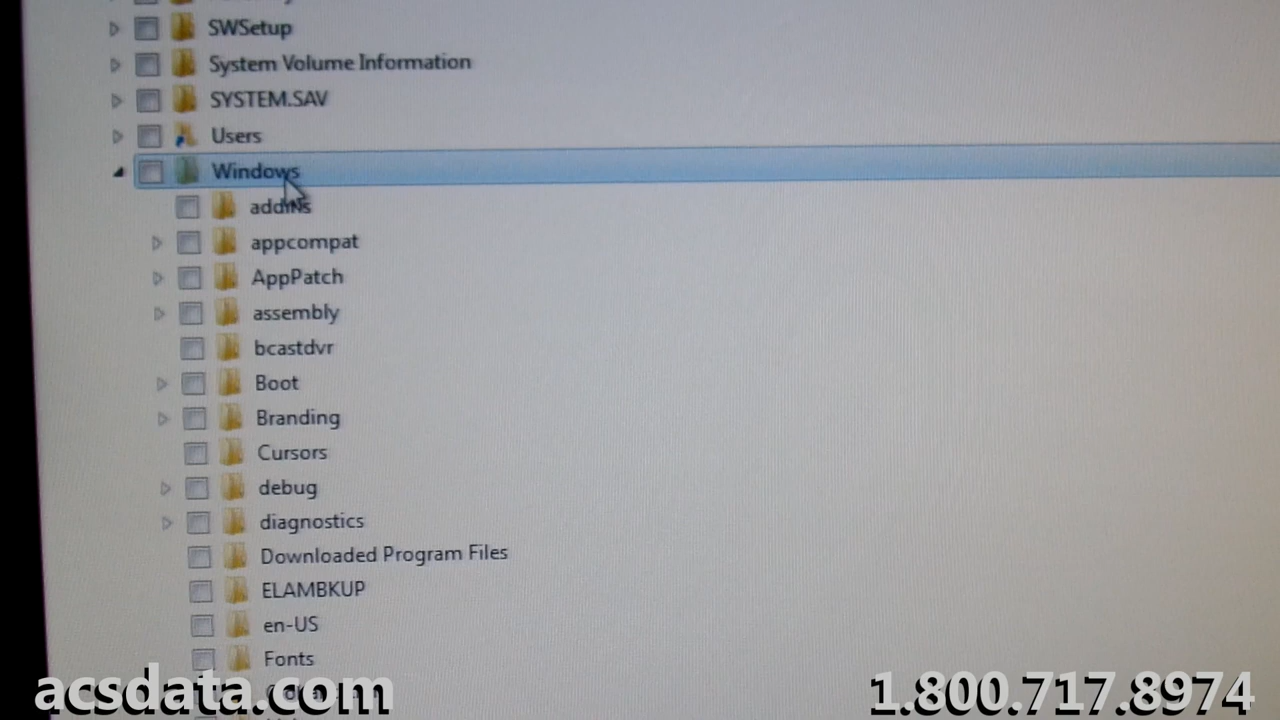 SWSetup
System Volume Information
SYSTEM.SAV
Users
Windows
addins
appcompat
AppPatch
assembly
bcastdvr
Boot
Branding
Cursors
debug
diagnostics
Downloaded Program Files
ELAMBKUP
en-US
Fonts
acsdata.com
1.800.717.8974